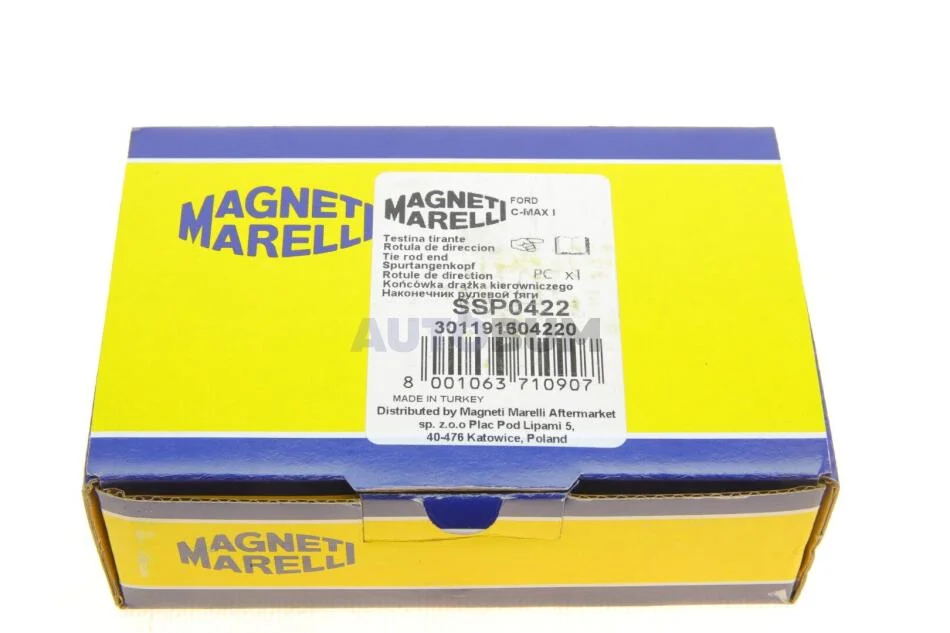 MAGNETI
MARELLI
MAGNETI
MARELLI
FORD
C-MAX I
Testina tirante
Rotula de direccion
Tie rod end
Spurtangenkopf
Rotule de direction
PC x1
Końcówka drążka kierowniczego
Наконечник рулевой тяги
SSP0422
301191604220
AUTODUM
8 001063 710907
MADE IN TURKEY
Distributed by Magneti Marelli Aftermarket
sp. z.o.o Plac Pod Lipami 5,
40-476 Katowice, Poland
MAGNETI
MARELLI